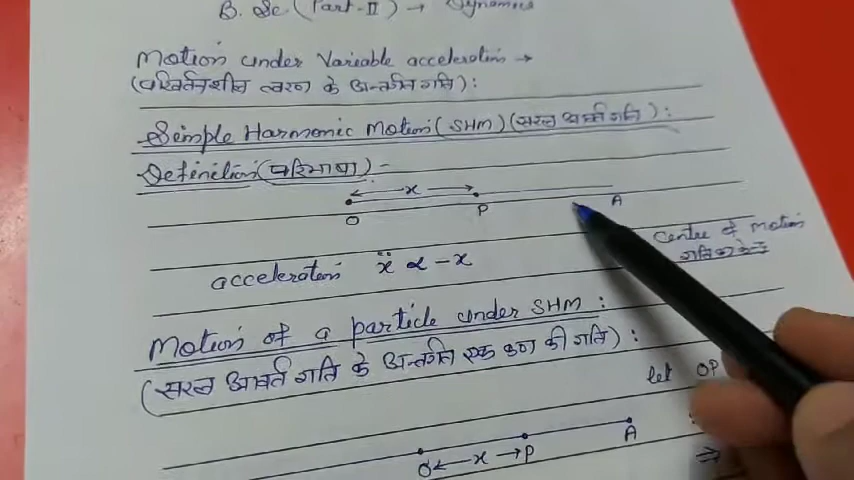 B. Sc. (Part-II) → Dynamics
Motion under Variable acceleration →
(परिवर्तनशील त्वरण के अन्तर्गत गति):
Simple Harmonic Motion (SHM) (सरल आवर्त गति):
Definition (परिभाषा) -
x
O P A
Centre of Motion
गति का केन्द्र
acceleration ẍ ∝ -x
Motion of a particle under SHM :
(सरल आवर्त गति के अन्तर्गत एक कण की गति) :
let OP
O x P A
⇒